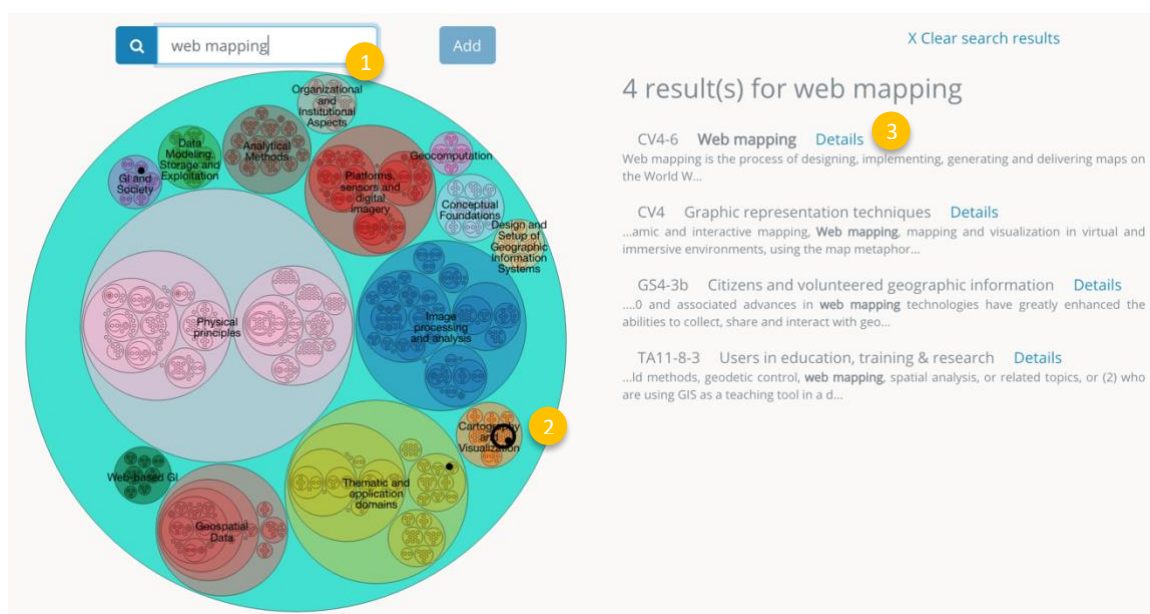 web mapping
Add
1
Organizational
and
Institutional
Aspects
Data
Modeling,
Storage and
Exploitation
Analytical
Methods
GI and
Society
Platforms,
sensors and
digital
imagery
Geocomputation
Conceptual
Foundations
Design and
Setup of
Geographic
Information
Systems
Physical
principles
Image
processing
and analysis
Cartography
and
Visualization
2
Web-based GI
Thematic and
application
domains
Geospatial
Data
X Clear search results
4 result(s) for web mapping
3
CV4-6 Web mapping Details
Web mapping is the process of designing, implementing, generating and delivering maps on
the World W...
CV4 Graphic representation techniques Details
...amic and interactive mapping, Web mapping, mapping and visualization in virtual and
immersive environments, using the map metaphor...
GS4-3b Citizens and volunteered geographic information Details
....0 and associated advances in web mapping technologies have greatly enhanced the
abilities to collect, share and interact with geo...
TA11-8-3 Users in education, training & research Details
...ld methods, geodetic control, web mapping, spatial analysis, or related topics, or (2) who
are using GIS as a teaching tool in a d...